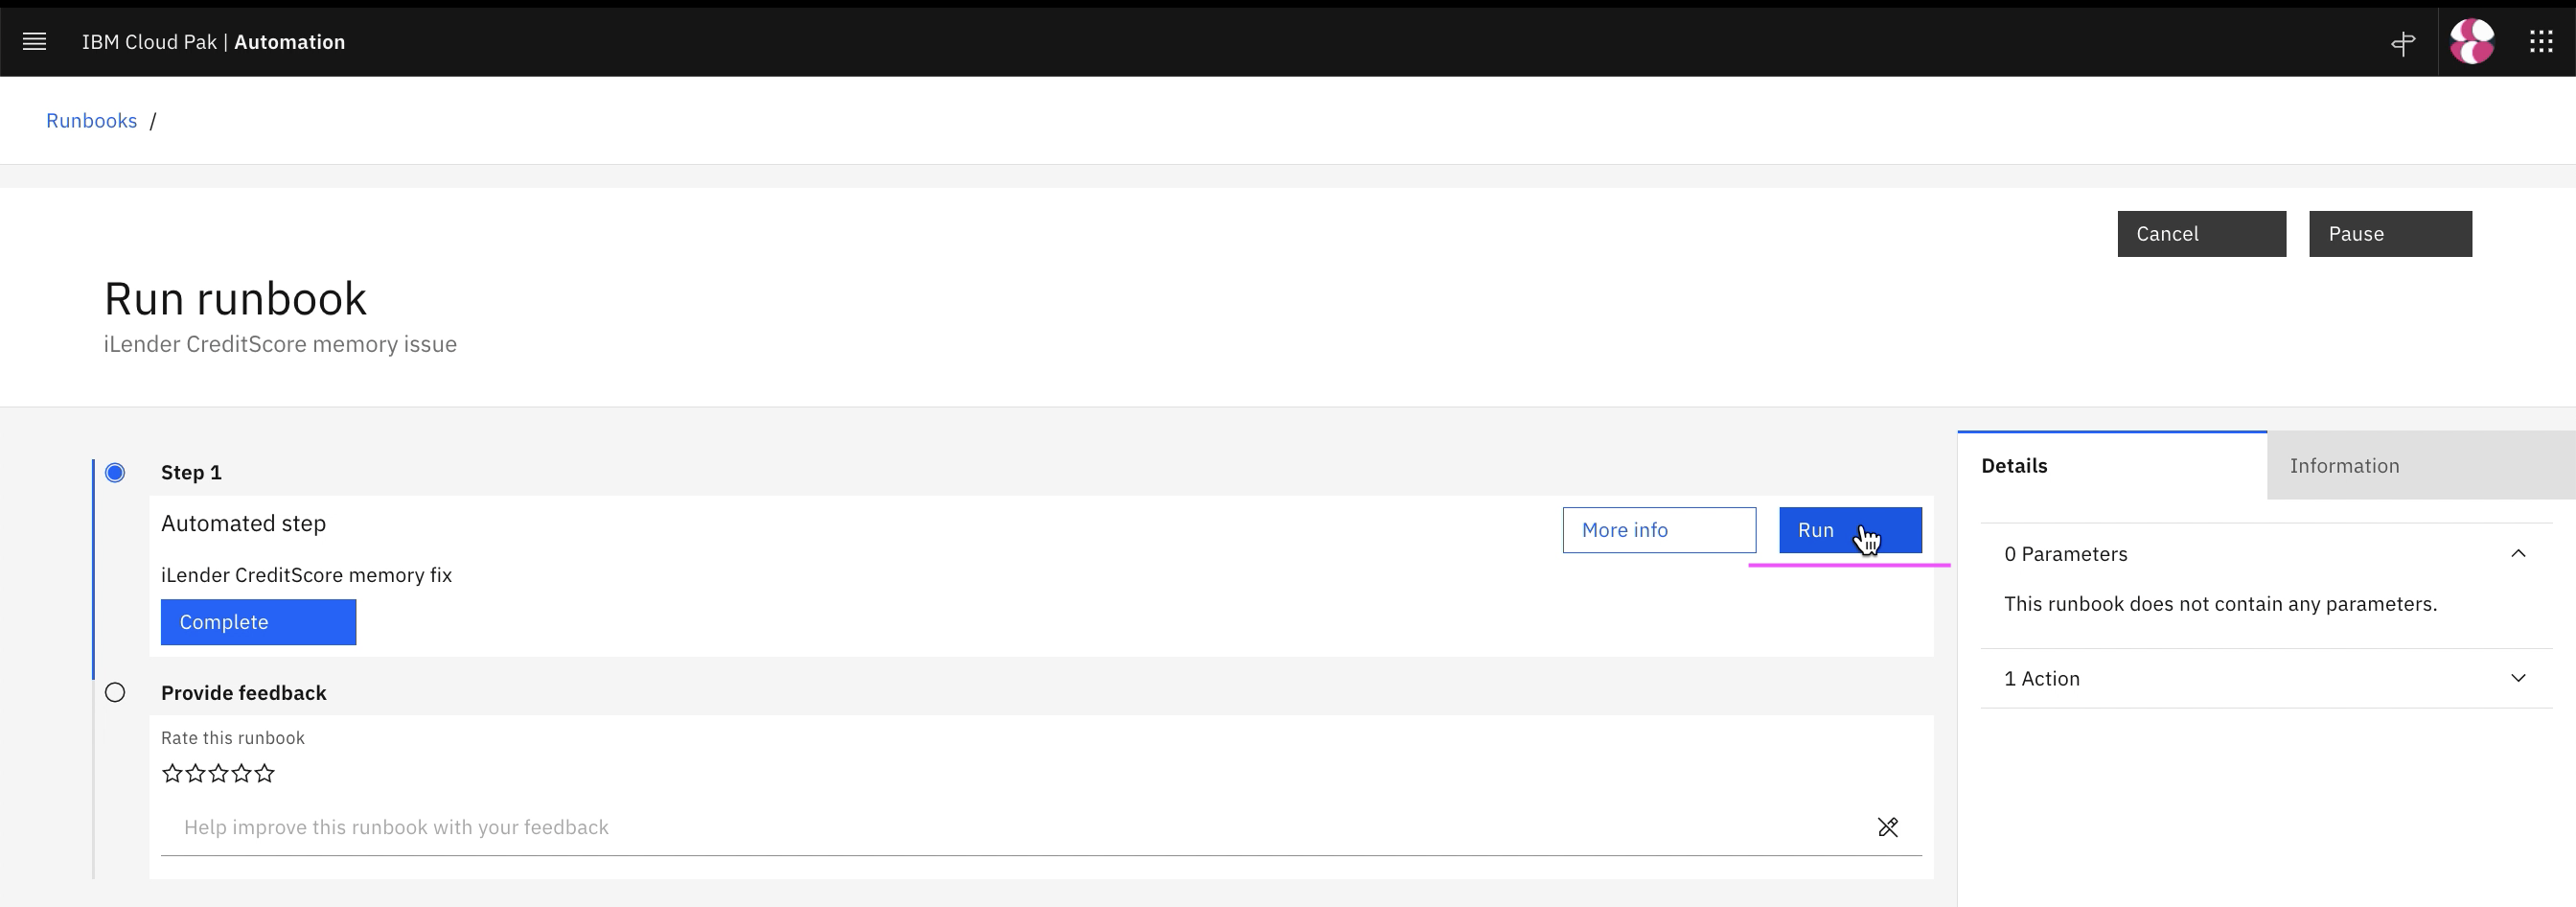 IBM Cloud Pak | Automation
Runbooks /
Cancel
Pause
Run runbook
iLender CreditScore memory issue
Step 1
Automated step
More info
Run
iLender CreditScore memory fix
Complete
Provide feedback
Rate this runbook
Help improve this runbook with your feedback
Details
Information
0 Parameters
This runbook does not contain any parameters.
1 Action